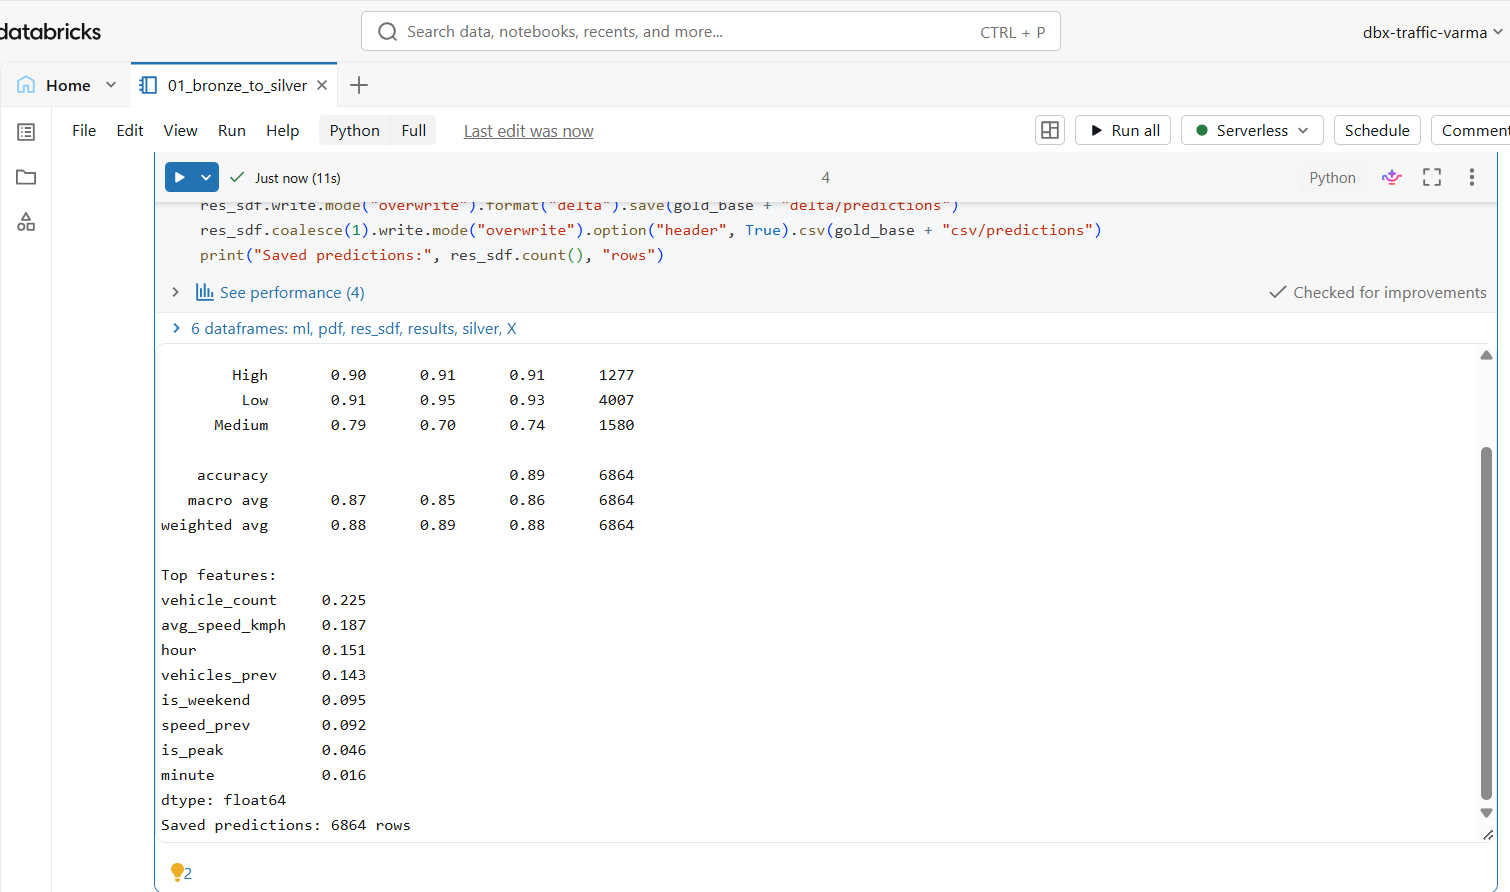 databricks
Search data, notebooks, recents, and more...
CTRL + P
dbx-traffic-varma
Home
01_bronze_to_silver
File Edit View Run Help Python Full Last edit was now
Run all
Serverless
Schedule
Comment
Just now (11s)
4
Python
res_sdf.write.mode("overwrite").format("delta").save(gold_base + "delta/predictions")
res_sdf.coalesce(1).write.mode("overwrite").option("header", True).csv(gold_base + "csv/predictions")
print("Saved predictions:", res_sdf.count(), "rows")
See performance (4)
Checked for improvements
6 dataframes: ml, pdf, res_sdf, results, silver, X
High 0.90 0.91 0.91 1277
Low 0.91 0.95 0.93 4007
Medium 0.79 0.70 0.74 1580
accuracy 0.89 6864
macro avg 0.87 0.85 0.86 6864
weighted avg 0.88 0.89 0.88 6864
Top features:
vehicle_count 0.225
avg_speed_kmph 0.187
hour 0.151
vehicles_prev 0.143
is_weekend 0.095
speed_prev 0.092
is_peak 0.046
minute 0.016
dtype: float64
Saved predictions: 6864 rows
2